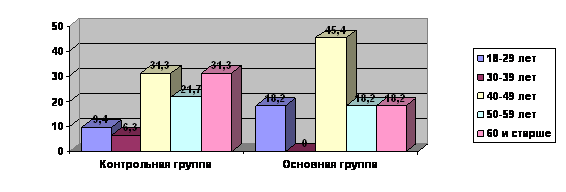 50
40
30
20
10
0
9,4
6,3
31,3
21,7
31,3
18,2
0
45,4
18,2
18,2
Контрольная группа
Основная группа
18-29 лет
30-39 лет
40-49 лет
50-59 лет
60 и старше